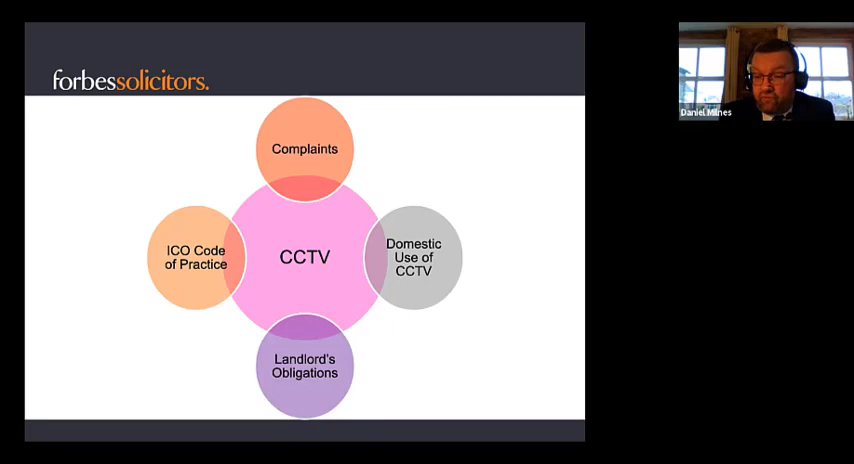 forbessolicitors.
Complaints
ICO Code
of Practice
CCTV
Domestic
Use of
CCTV
Landlord's
Obligations
Daniel Milnes